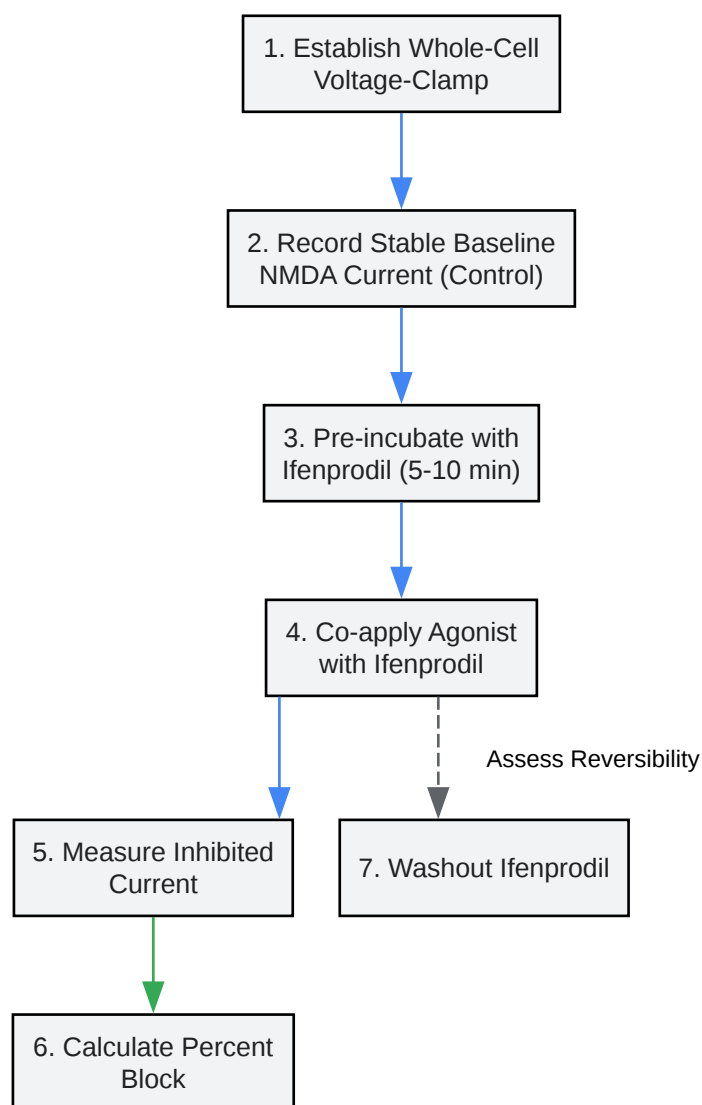 1. Establish Whole-Cell
Voltage-Clamp
2. Record Stable Baseline
NMDA Current (Control)
3. Pre-incubate with
Ifenprodil (5-10 min)
4. Co-apply Agonist
with Ifenprodil
Assess Reversibility
5. Measure Inhibited
Current
7. Washout Ifenprodil
6. Calculate Percent
Block